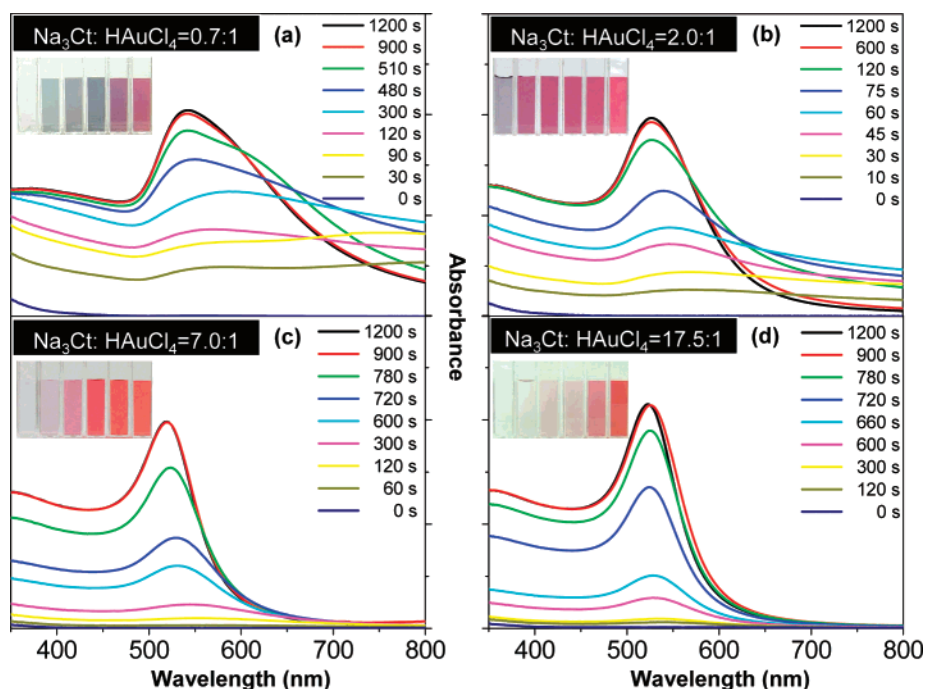 Na₃Ct: HAuCl₄=0.7:1
(a)
1200 s
900 s
510 s
480 s
300 s
120 s
90 s
30 s
0 s
Na₃Ct: HAuCl₄=2.0:1
(b)
1200 s
600 s
120 s
75 s
60 s
45 s
30 s
10 s
0 s
Absorbance
Na₃Ct: HAuCl₄=7.0:1
(c)
1200 s
900 s
780 s
720 s
600 s
300 s
120 s
60 s
0 s
400 500 600 700 800
Wavelength (nm)
Na₃Ct: HAuCl₄=17.5:1
(d)
1200 s
900 s
780 s
720 s
660 s
600 s
300 s
120 s
0 s
400 500 600 700 800
Wavelength (nm)